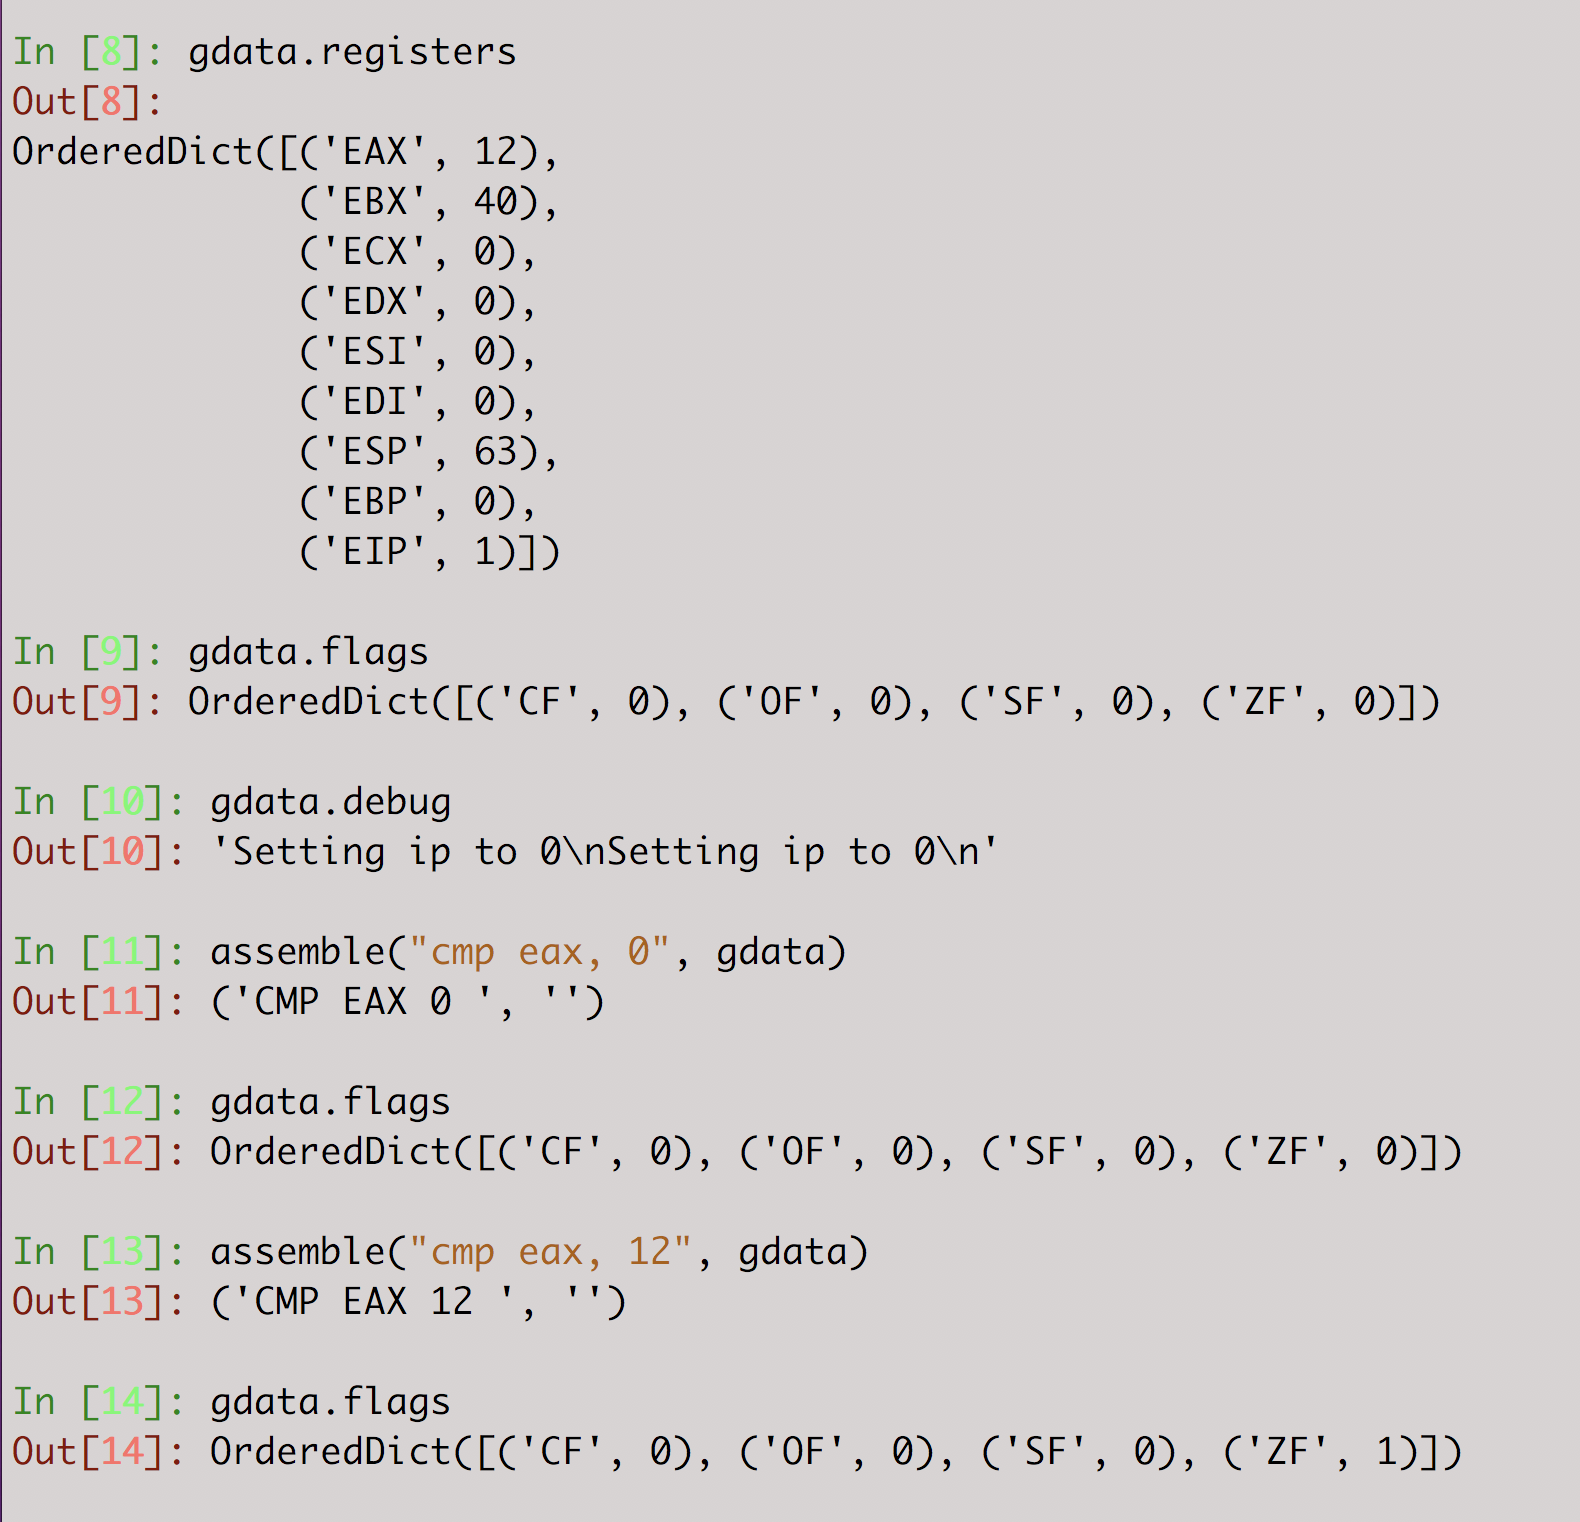 In [8]: gdata.registers
Out[8]:
OrderedDict([('EAX', 12),
             ('EBX', 40),
             ('ECX', 0),
             ('EDX', 0),
             ('ESI', 0),
             ('EDI', 0),
             ('ESP', 63),
             ('EBP', 0),
             ('EIP', 1)])
In [9]: gdata.flags
Out[9]: OrderedDict([('CF', 0), ('OF', 0), ('SF', 0), ('ZF', 0)])
In [10]: gdata.debug
Out[10]: 'Setting ip to 0\nSetting ip to 0\n'
In [11]: assemble("cmp eax, 0", gdata)
Out[11]: ('CMP EAX 0 ', '')
In [12]: gdata.flags
Out[12]: OrderedDict([('CF', 0), ('OF', 0), ('SF', 0), ('ZF', 0)])
In [13]: assemble("cmp eax, 12", gdata)
Out[13]: ('CMP EAX 12 ', '')
In [14]: gdata.flags
Out[14]: OrderedDict([('CF', 0), ('OF', 0), ('SF', 0), ('ZF', 1)])